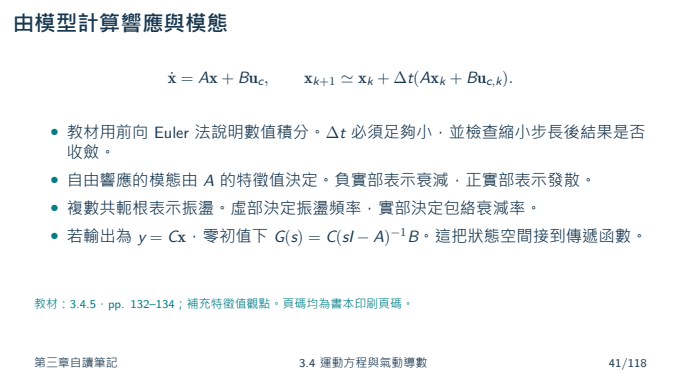 由模型計算響應與模態
ẋ = Ax + Bu_c,  x_{k+1} ≃ x_k + Δt(Ax_k + Bu_{c,k}).
• 教材用前向 Euler 法說明數值積分。Δt 必須足夠小，並檢查縮小步長後結果是否
收斂。
• 自由響應的模態由 A 的特徵值決定。負實部表示衰減，正實部表示發散。
• 複數共軛根表示振盪。虛部決定振盪頻率，實部決定包絡衰減率。
• 若輸出為 y = Cx，零初值下 G(s) = C(sI − A)⁻¹B。這把狀態空間接到傳遞函數。
教材：3.4.5，pp. 132–134；補充特徵值觀點。頁碼均為書本印刷頁碼。
第三章自讀筆記 3.4 運動方程與氣動導數 41/118